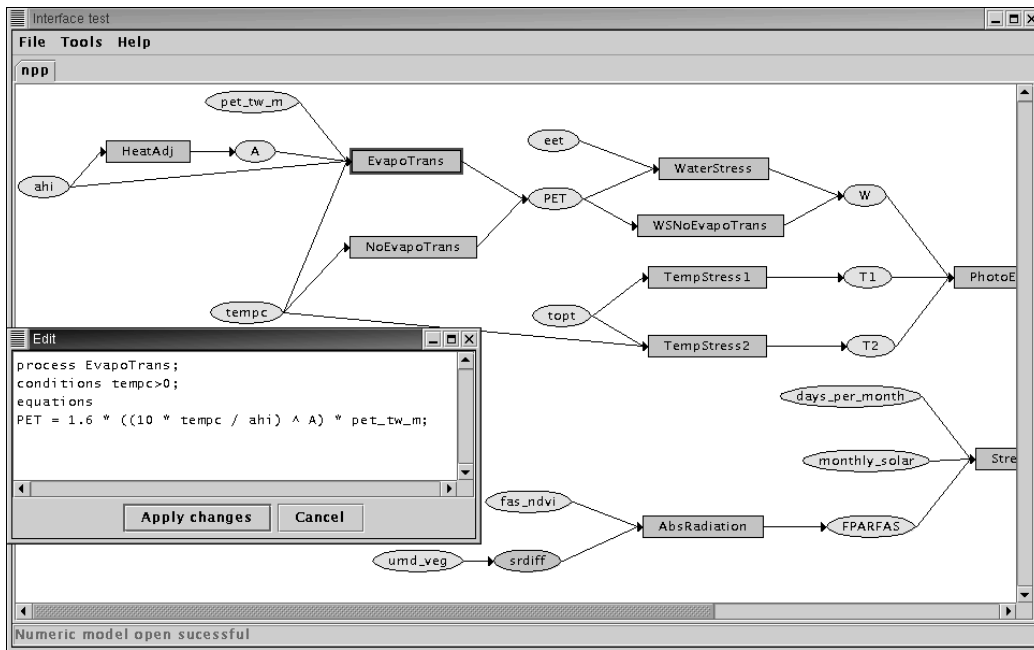 Interface test
File Tools Help
npp
pet_tw_m
HeatAdj
A
EvapoTrans
eet
WaterStress
ahi
PET
W
WSNoEvapoTrans
NoEvapoTrans
TempStress1
T1
PhotoE
tempc
topt
TempStress2
T2
Edit
process EvapoTrans;
conditions tempc>0;
equations
PET = 1.6 * ((10 * tempc / ahi) ^ A) * pet_tw_m;
Apply changes
Cancel
days_per_month
monthly_solar
Stre
fas_ndvi
AbsRadiation
FPARFAS
umd_veg
srdiff
Numeric model open sucessful